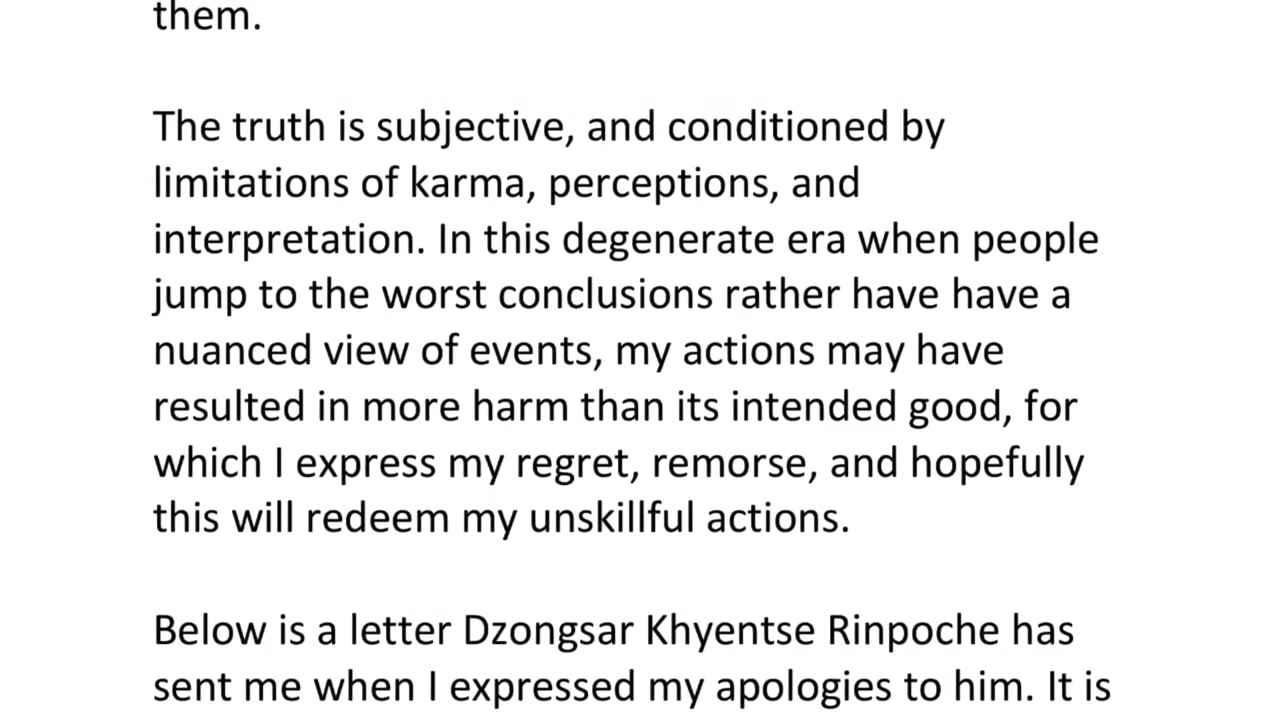 them.
The truth is subjective, and conditioned by
limitations of karma, perceptions, and
interpretation. In this degenerate era when people
jump to the worst conclusions rather have have a
nuanced view of events, my actions may have
resulted in more harm than its intended good, for
which I express my regret, remorse, and hopefully
this will redeem my unskillful actions.
Below is a letter Dzongsar Khyentse Rinpoche has
sent me when I expressed my apologies to him. It is